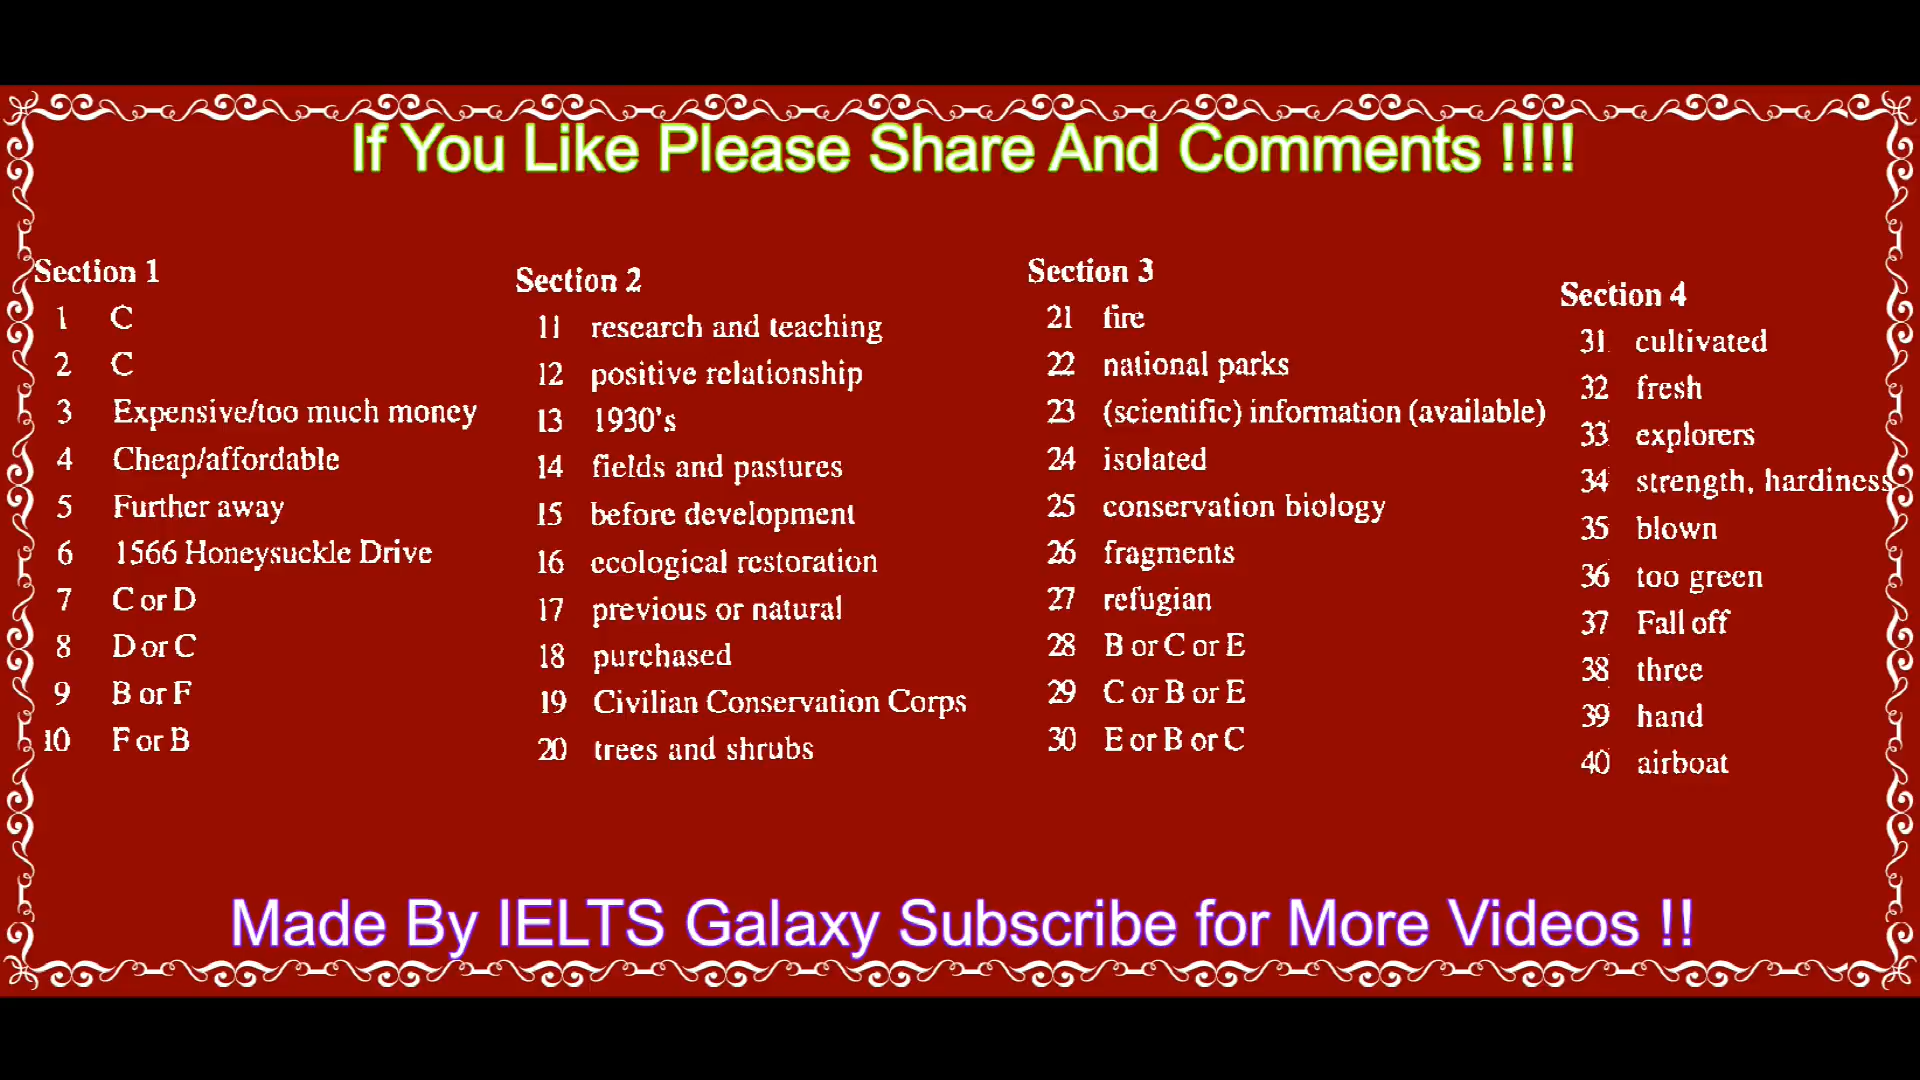 If You Like Please Share And Comments !!!!
Section 1
1 C
2 C
3 Expensive/too much money
4 Cheap/affordable
5 Further away
6 1566 Honeysuckle Drive
7 C or D
8 D or C
9 B or F
10 F or B
Section 2
11 research and teaching
12 positive relationship
13 1930's
14 fields and pastures
15 before development
16 ecological restoration
17 previous or natural
18 purchased
19 Civilian Conservation Corps
20 trees and shrubs
Section 3
21 fire
22 national parks
23 (scientific) information (available)
24 isolated
25 conservation biology
26 fragments
27 refugian
28 B or C or E
29 C or B or E
30 E or B or C
Section 4
31 cultivated
32 fresh
33 explorers
34 strength, hardiness
35 blown
36 too green
37 Fall off
38 three
39 hand
40 airboat
Made By IELTS Galaxy Subscribe for More Videos !!